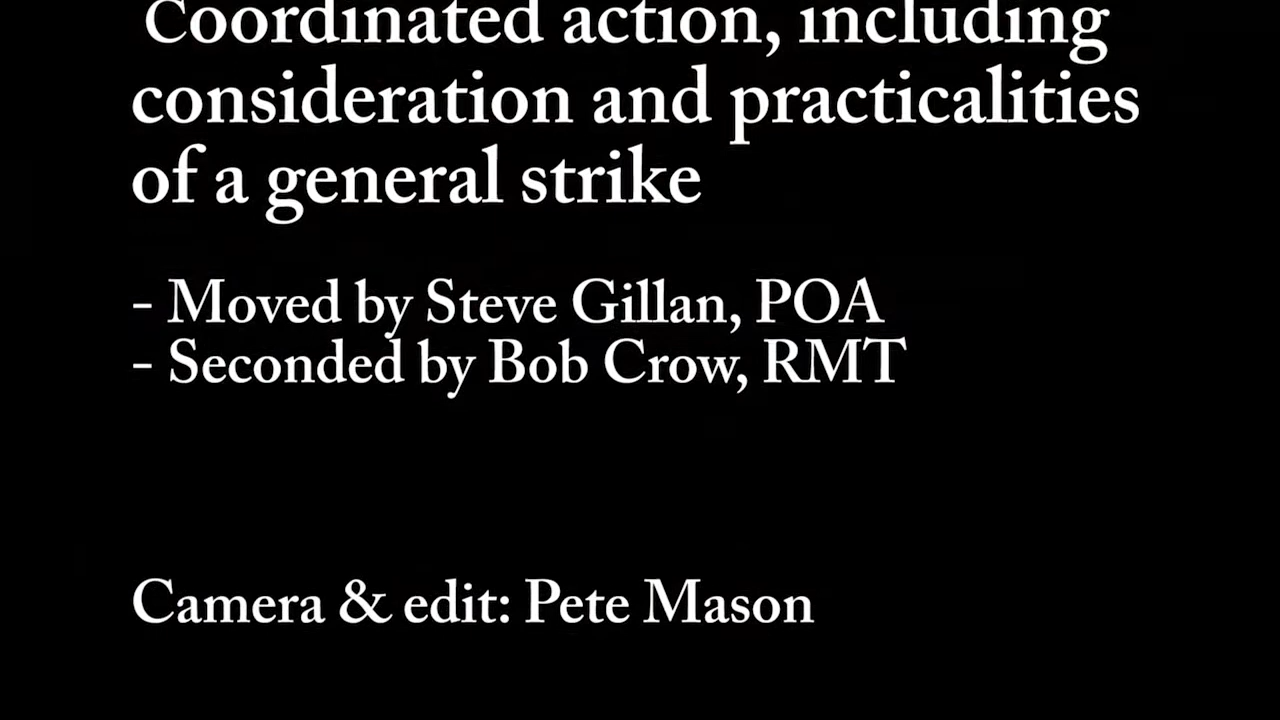 Coordinated action, including
consideration and practicalities
of a general strike
- Moved by Steve Gillan, POA
- Seconded by Bob Crow, RMT
Camera & edit: Pete Mason